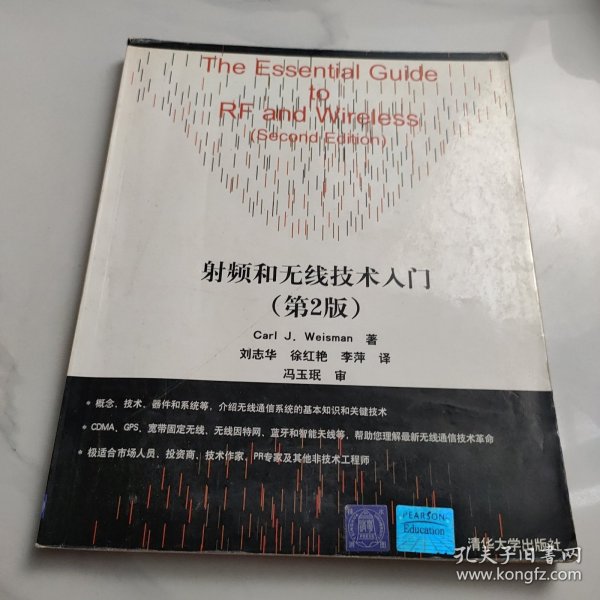 The Essential Guide
to
RF and Wireless
(Second Edition)
射频和无线技术入门
（第2版）
Carl J. Weisman 著
刘志华 徐红艳 李萍 译
冯玉珉 审
• 概念、技术、器件和系统等，介绍无线通信系统的基本知识和关键技术
• CDMA、GPS、宽带固定无线、无线因特网、蓝牙和智能天线等，帮助您理解最新无线通信技术革命
• 极适合市场人员、投资商、技术作家、PR专家及其他非技术工程师
PEARSON
Education
清华大学出版社
孔夫子旧书网
www.kongfz.com